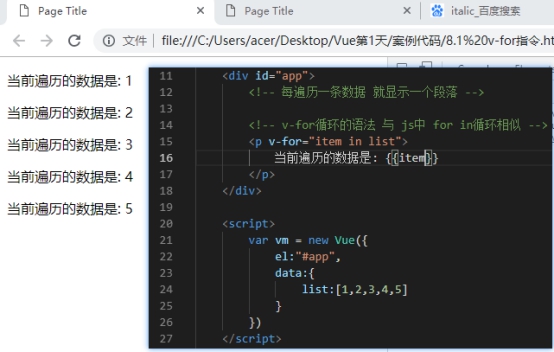 Page Title
Page Title
italic_百度搜索
文件 | file:///C:/Users/acer/Desktop/Vue第1天/案例代码/8.1%20v-for指令.ht
当前遍历的数据是: 1
当前遍历的数据是: 2
当前遍历的数据是: 3
当前遍历的数据是: 4
当前遍历的数据是: 5
11 <div id="app">
12 <!-- 每遍历一条数据 就显示一个段落 -->
13
14 <!-- v-for循环的语法 与 js中 for in循环相似 -->
15 <p v-for="item in list">
16 当前遍历的数据是: {{item}}
17 </p>
18 </div>
19
20 <script>
21 var vm = new Vue({
22 el:"#app",
23 data:{
24 list:[1,2,3,4,5]
25 }
26 })
27 </script>